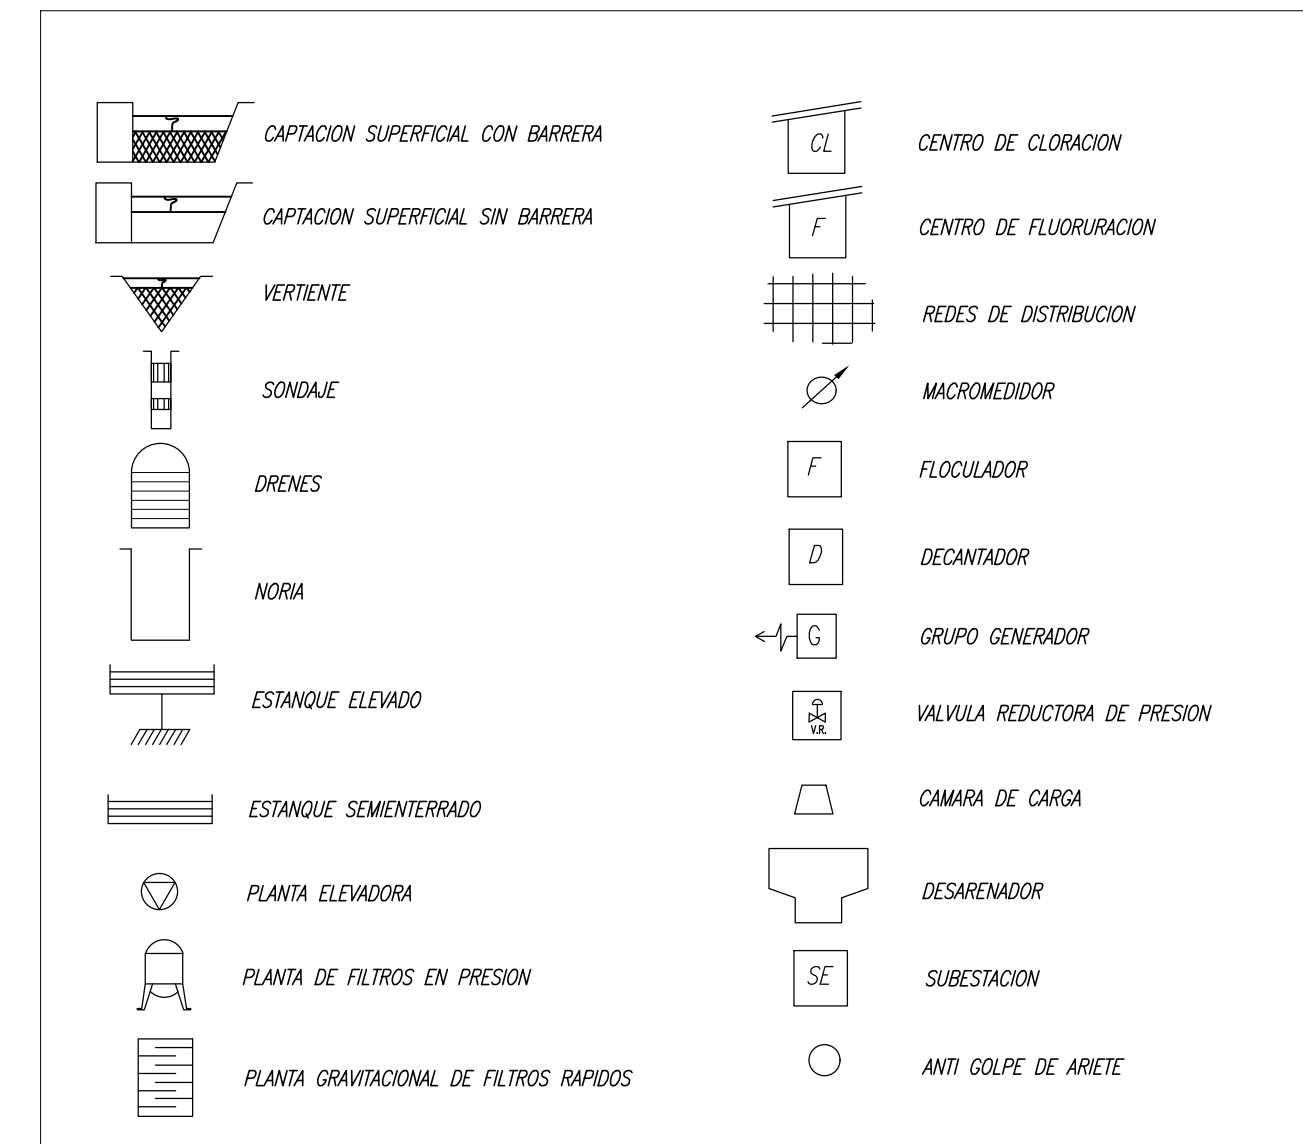 CAPTACION SUPERFICIAL CON BARRERA
CAPTACION SUPERFICIAL SIN BARRERA
VERTIENTE
SONDAJE
DRENES
NORIA
ESTANQUE ELEVADO
ESTANQUE SEMIENTERRADO
PLANTA ELEVADORA
PLANTA DE FILTROS EN PRESION
PLANTA GRAVITACIONAL DE FILTROS RAPIDOS
CL CENTRO DE CLORACION
F CENTRO DE FLUORURACION
REDES DE DISTRIBUCION
MACROMEDIDOR
F FLOCULADOR
D DECANTADOR
G GRUPO GENERADOR
V.R. VALVULA REDUCTORA DE PRESION
CAMARA DE CARGA
DESARENADOR
SE SUBESTACION
ANTI GOLPE DE ARIETE